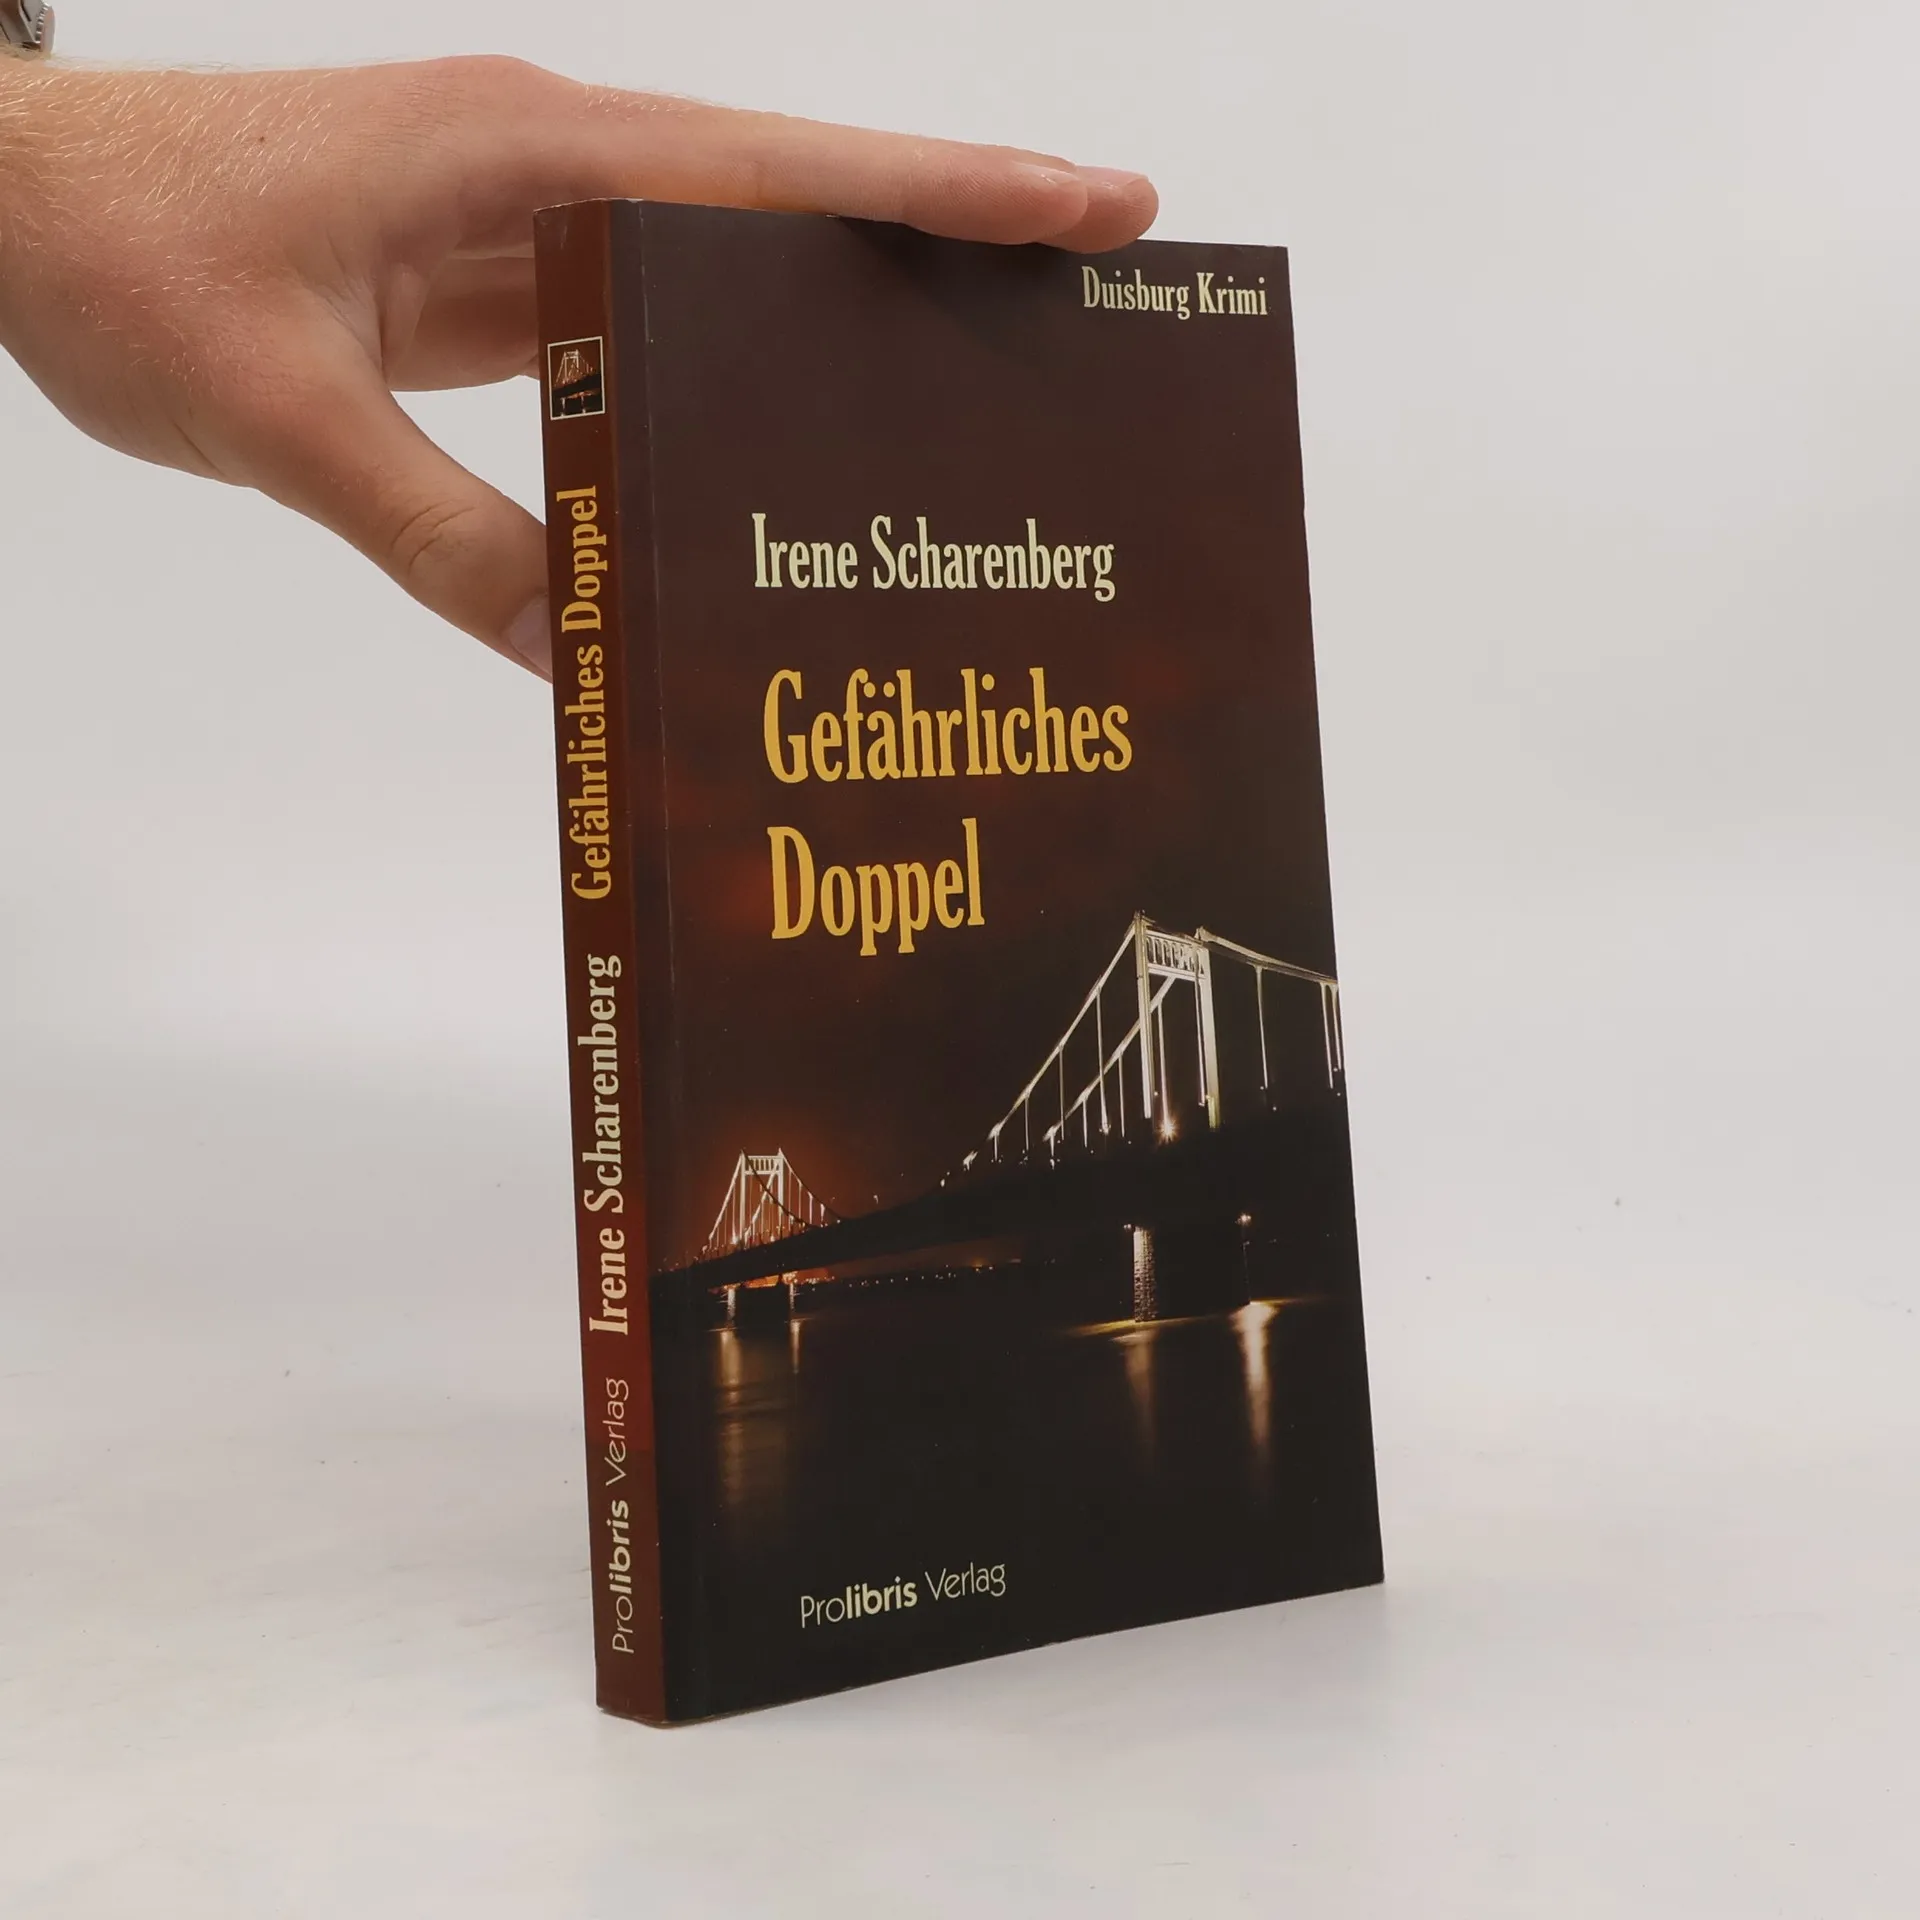 Duisburg Krimi
Irene Scharenberg
Gefährliches
Doppel
Prolibris Verlag
Prolibris Verlag Irene Scharenberg Gefährliches Doppel